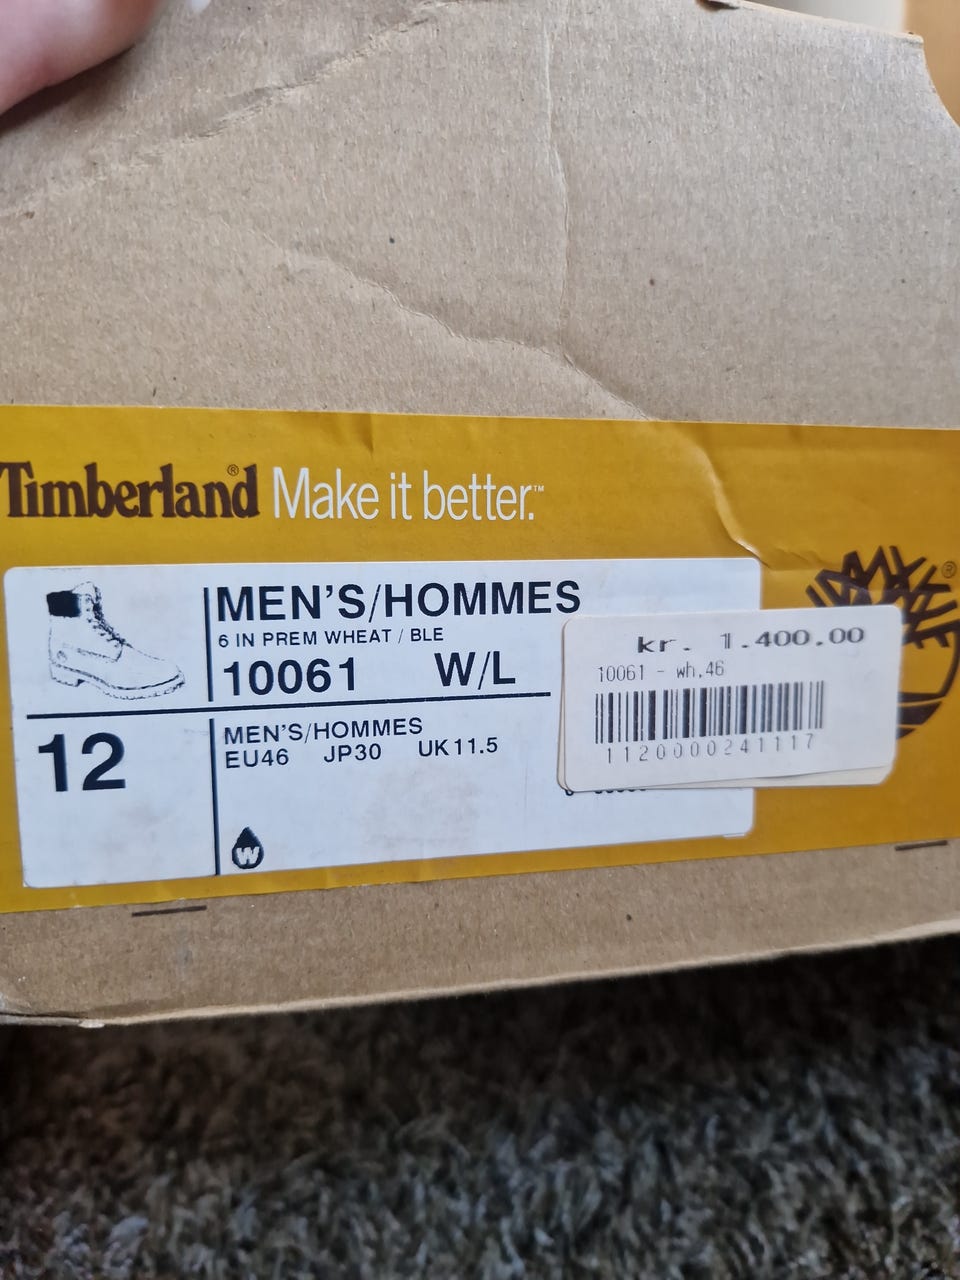 Timberland® Make it better.™
MEN'S/HOMMES
6 IN PREM WHEAT / BLE
10061 W/L
12
MEN'S/HOMMES
EU46 JP30 UK11.5
W
kr. 1.400.00
10061 - wh.46
1120000241117
®